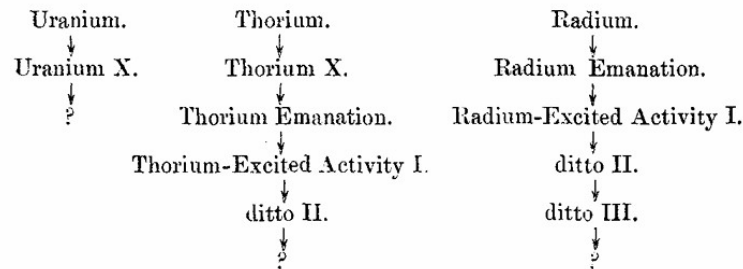 Uranium. Thorium. Radium.
Uranium X. Thorium X. Radium Emanation.
? Thorium Emanation. Radium-Excited Activity I.
Thorium-Excited Activity I. ditto II.
ditto II. ditto III.
? ?